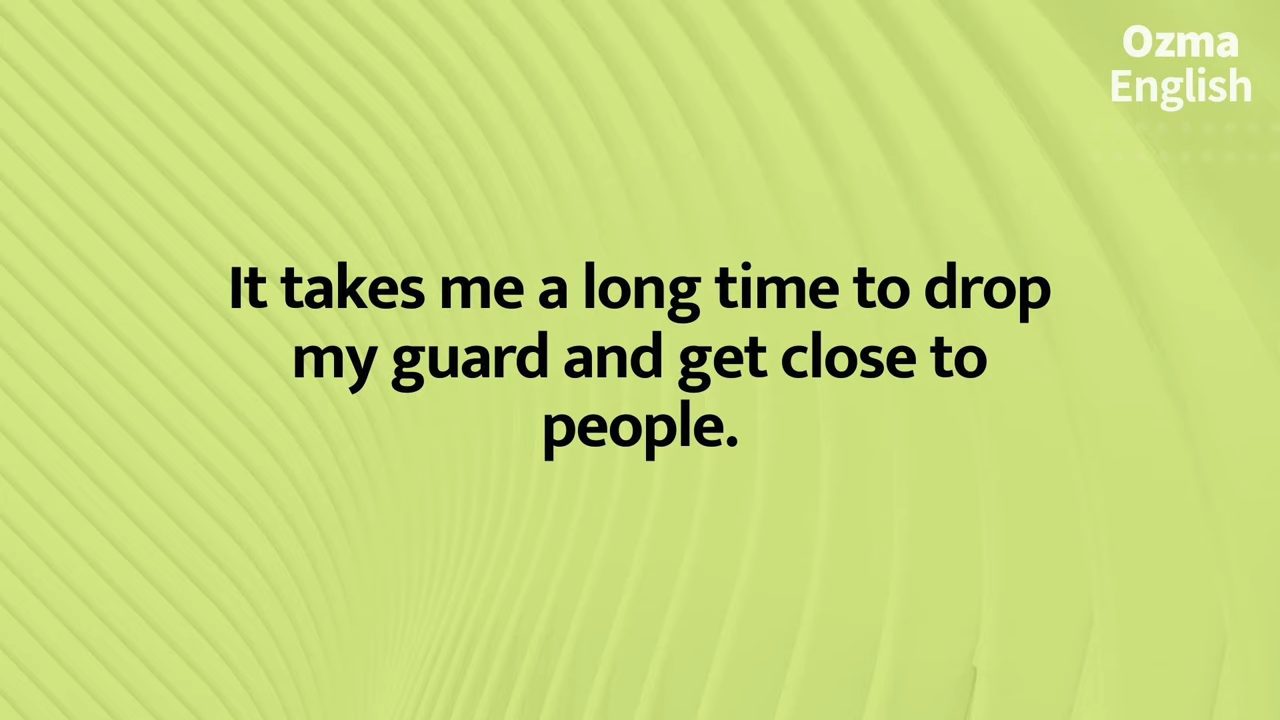 Ozma
English
It takes me a long time to drop
my guard and get close to
people.